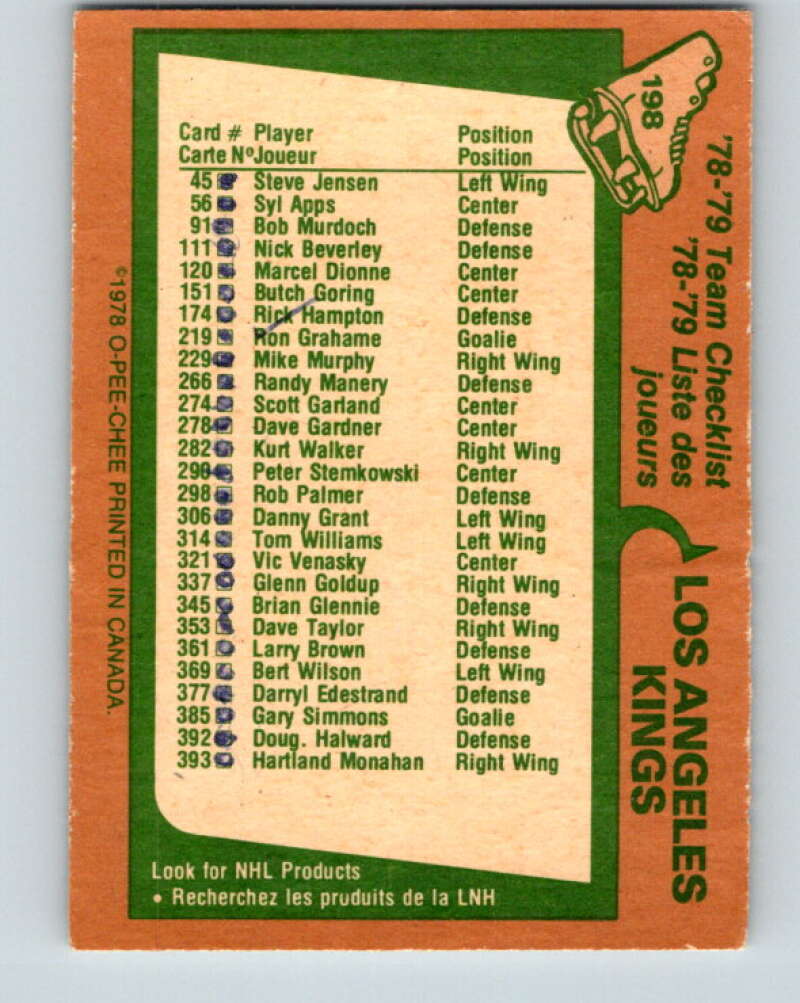 198
'78-'79 Team Checklist
'78-'79 Liste des
joueurs
LOS ANGELES
KINGS
Card # Player Position
Carte Nº Joueur Position
45 Steve Jensen Left Wing
56 Syl Apps Center
91 Bob Murdoch Defense
111 Nick Beverley Defense
120 Marcel Dionne Center
151 Butch Goring Center
174 Rick Hampton Defense
219 Ron Grahame Goalie
229 Mike Murphy Right Wing
266 Randy Manery Defense
274 Scott Garland Center
278 Dave Gardner Center
282 Kurt Walker Right Wing
290 Peter Stemkowski Center
298 Rob Palmer Defense
306 Danny Grant Left Wing
314 Tom Williams Left Wing
321 Vic Venasky Center
337 Glenn Goldup Right Wing
345 Brian Glennie Defense
353 Dave Taylor Right Wing
361 Larry Brown Defense
369 Bert Wilson Left Wing
377 Darryl Edestrand Defense
385 Gary Simmons Goalie
392 Doug. Halward Defense
393 Hartland Monahan Right Wing
Look for NHL Products
• Recherchez les produits de la LNH
©1978 O-PEE-CHEE PRINTED IN CANADA.